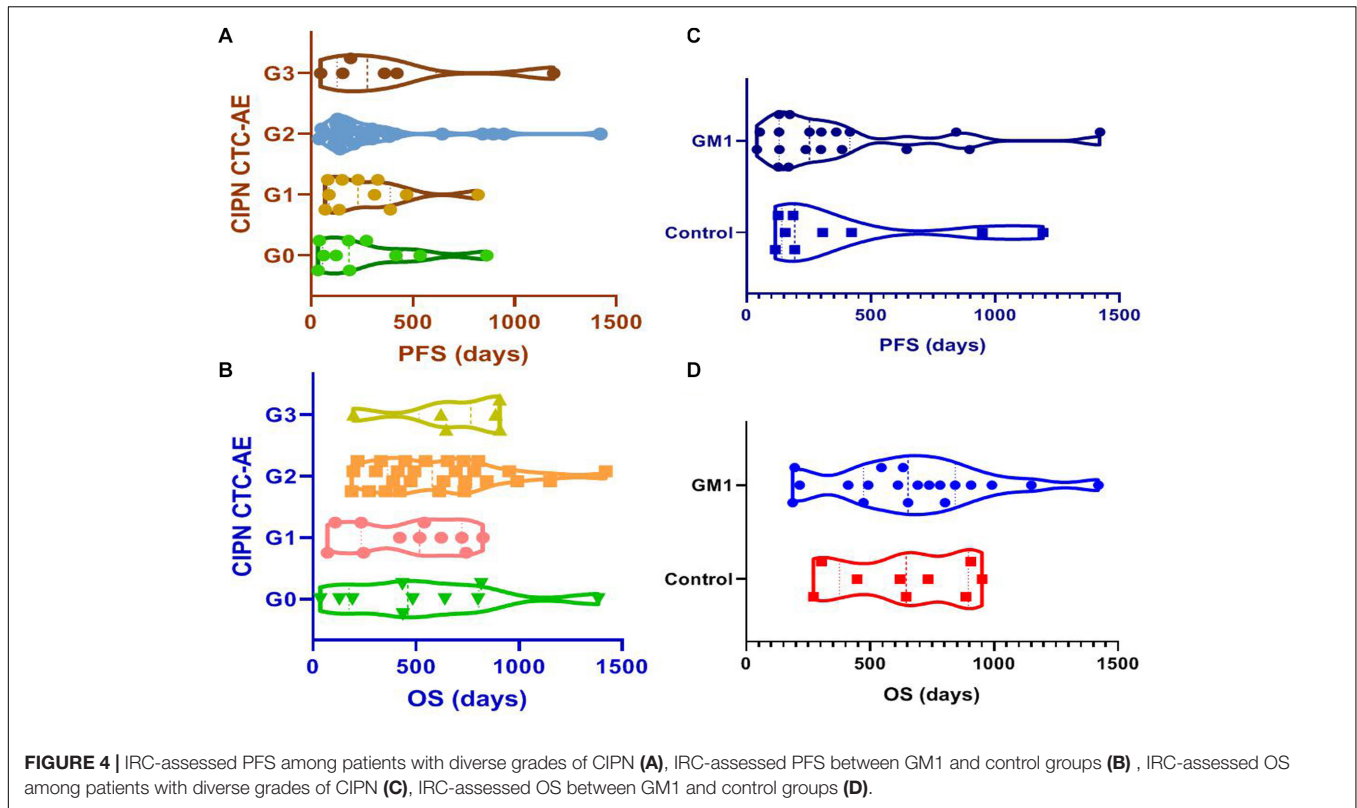 A
CIPN CTC-AE
G3
G2
G1
G0
0 500 1000 1500
PFS (days)
B
CIPN CTC-AE
G3
G2
G1
G0
0 500 1000 1500
OS (days)
C
GM1
Control
0 500 1000 1500
PFS (days)
D
GM1
Control
0 500 1000 1500
OS (days)
FIGURE 4 | IRC-assessed PFS among patients with diverse grades of CIPN (A), IRC-assessed PFS between GM1 and control groups (B) , IRC-assessed OS
among patients with diverse grades of CIPN (C), IRC-assessed OS between GM1 and control groups (D).